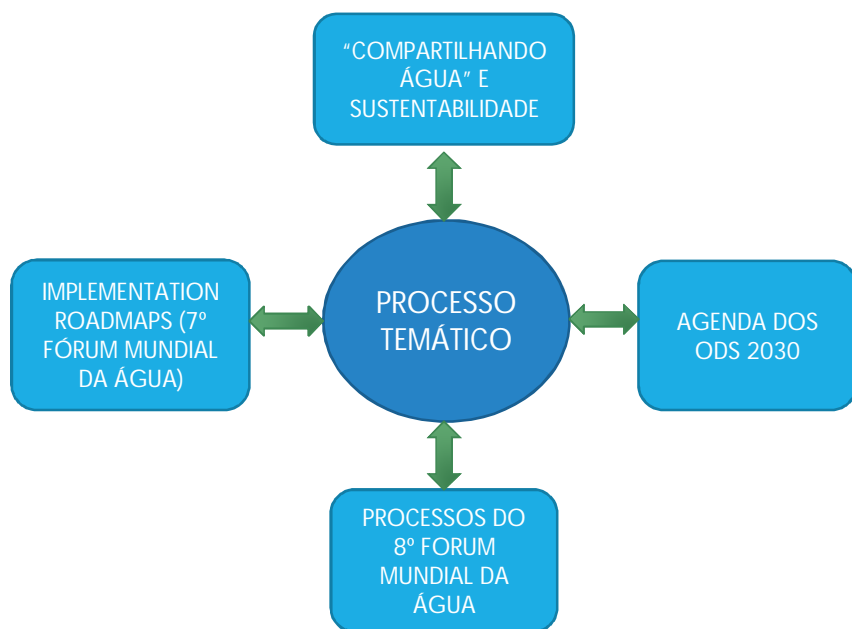 “COMPARTILHANDO
ÁGUA” E
SUSTENTABILIDADE
IMPLEMENTATION
ROADMAPS (7º
FÓRUM MUNDIAL
DA ÁGUA)
PROCESSO
TEMÁTICO
AGENDA DOS
ODS 2030
PROCESSOS DO
8º FORUM
MUNDIAL DA
ÁGUA